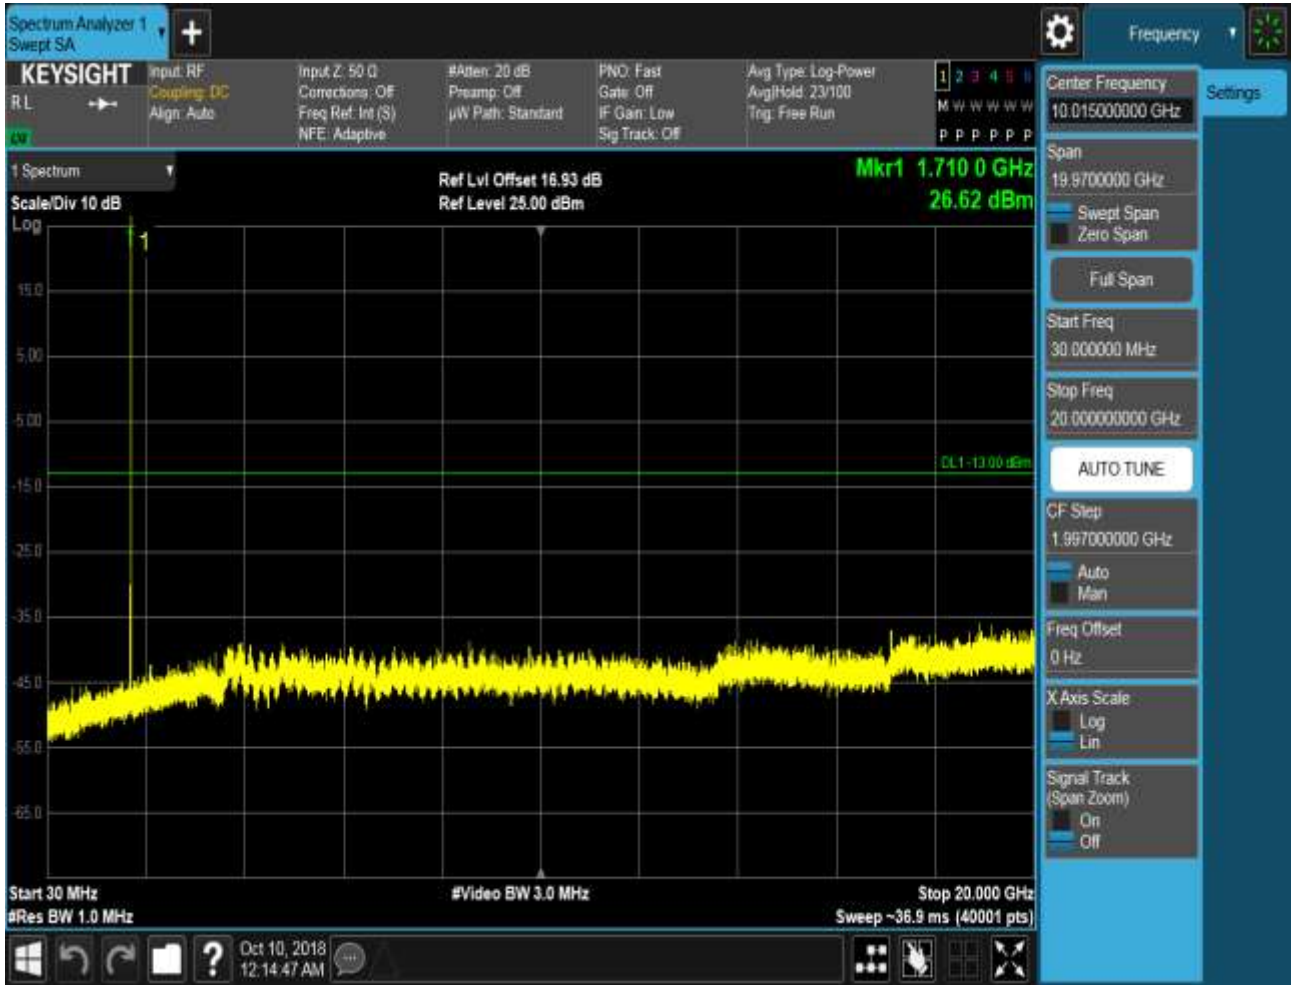 Spectrum Analyzer 1
Swept SA
Frequency
KEYSIGHT
R L
Input: RF
Coupling: DC
Align: Auto
Input Z: 50 Ω
Corrections: Off
Freq Ref: Int (S)
NFE: Adaptive
#Atten: 20 dB
Preamp: Off
µW Path: Standard
PNO: Fast
Gate: Off
IF Gain: Low
Sig Track: Off
Avg Type: Log-Power
Avg|Hold: 23/100
Trig: Free Run
1 2 3 4 5 6
M W W W W W
P P P P P P
1 Spectrum
Scale/Div 10 dB
Log
Ref Lvl Offset 16.93 dB
Ref Level 25.00 dBm
Mkr1 1.710 0 GHz
26.62 dBm
1
15.0
5.00
-5.00
-15.0
-25.0
-35.0
-45.0
-55.0
-65.0
DL1 -13.00 dBm
Start 30 MHz
#Res BW 1.0 MHz
#Video BW 3.0 MHz
Stop 20.000 GHz
Sweep ~36.9 ms (40001 pts)
Center Frequency
10.015000000 GHz
Settings
Span
19.9700000 GHz
Swept Span
Zero Span
Full Span
Start Freq
30.000000 MHz
Stop Freq
20.000000000 GHz
AUTO TUNE
CF Step
1.997000000 GHz
Auto
Man
Freq Offset
0 Hz
X Axis Scale
Log
Lin
Signal Track
(Span Zoom)
On
Off
?
Oct 10, 2018
12:14:47 AM